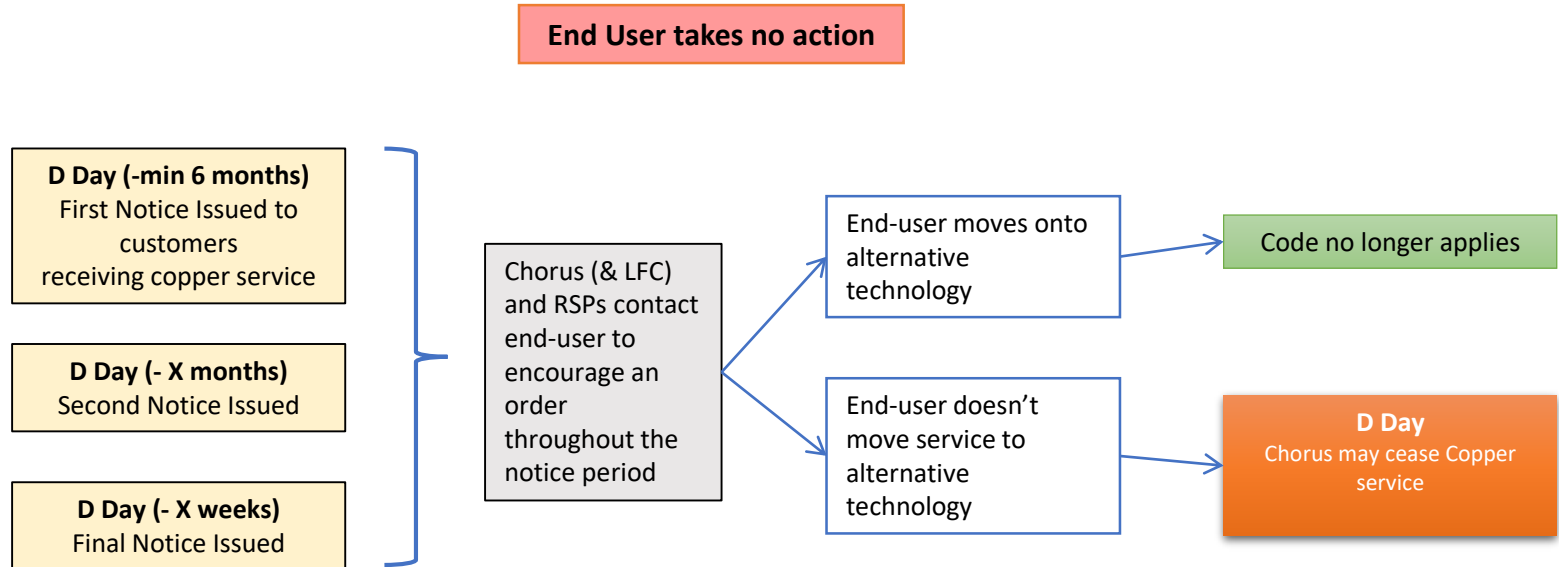 End User takes no action
D Day (-min 6 months)
First Notice Issued to
customers
receiving copper service
D Day (- X months)
Second Notice Issued
D Day (- X weeks)
Final Notice Issued
Chorus (& LFC)
and RSPs contact
end-user to
encourage an
order
throughout the
notice period
End-user moves onto
alternative
technology
End-user doesn’t
move service to
alternative
technology
Code no longer applies
D Day
Chorus may cease Copper
service